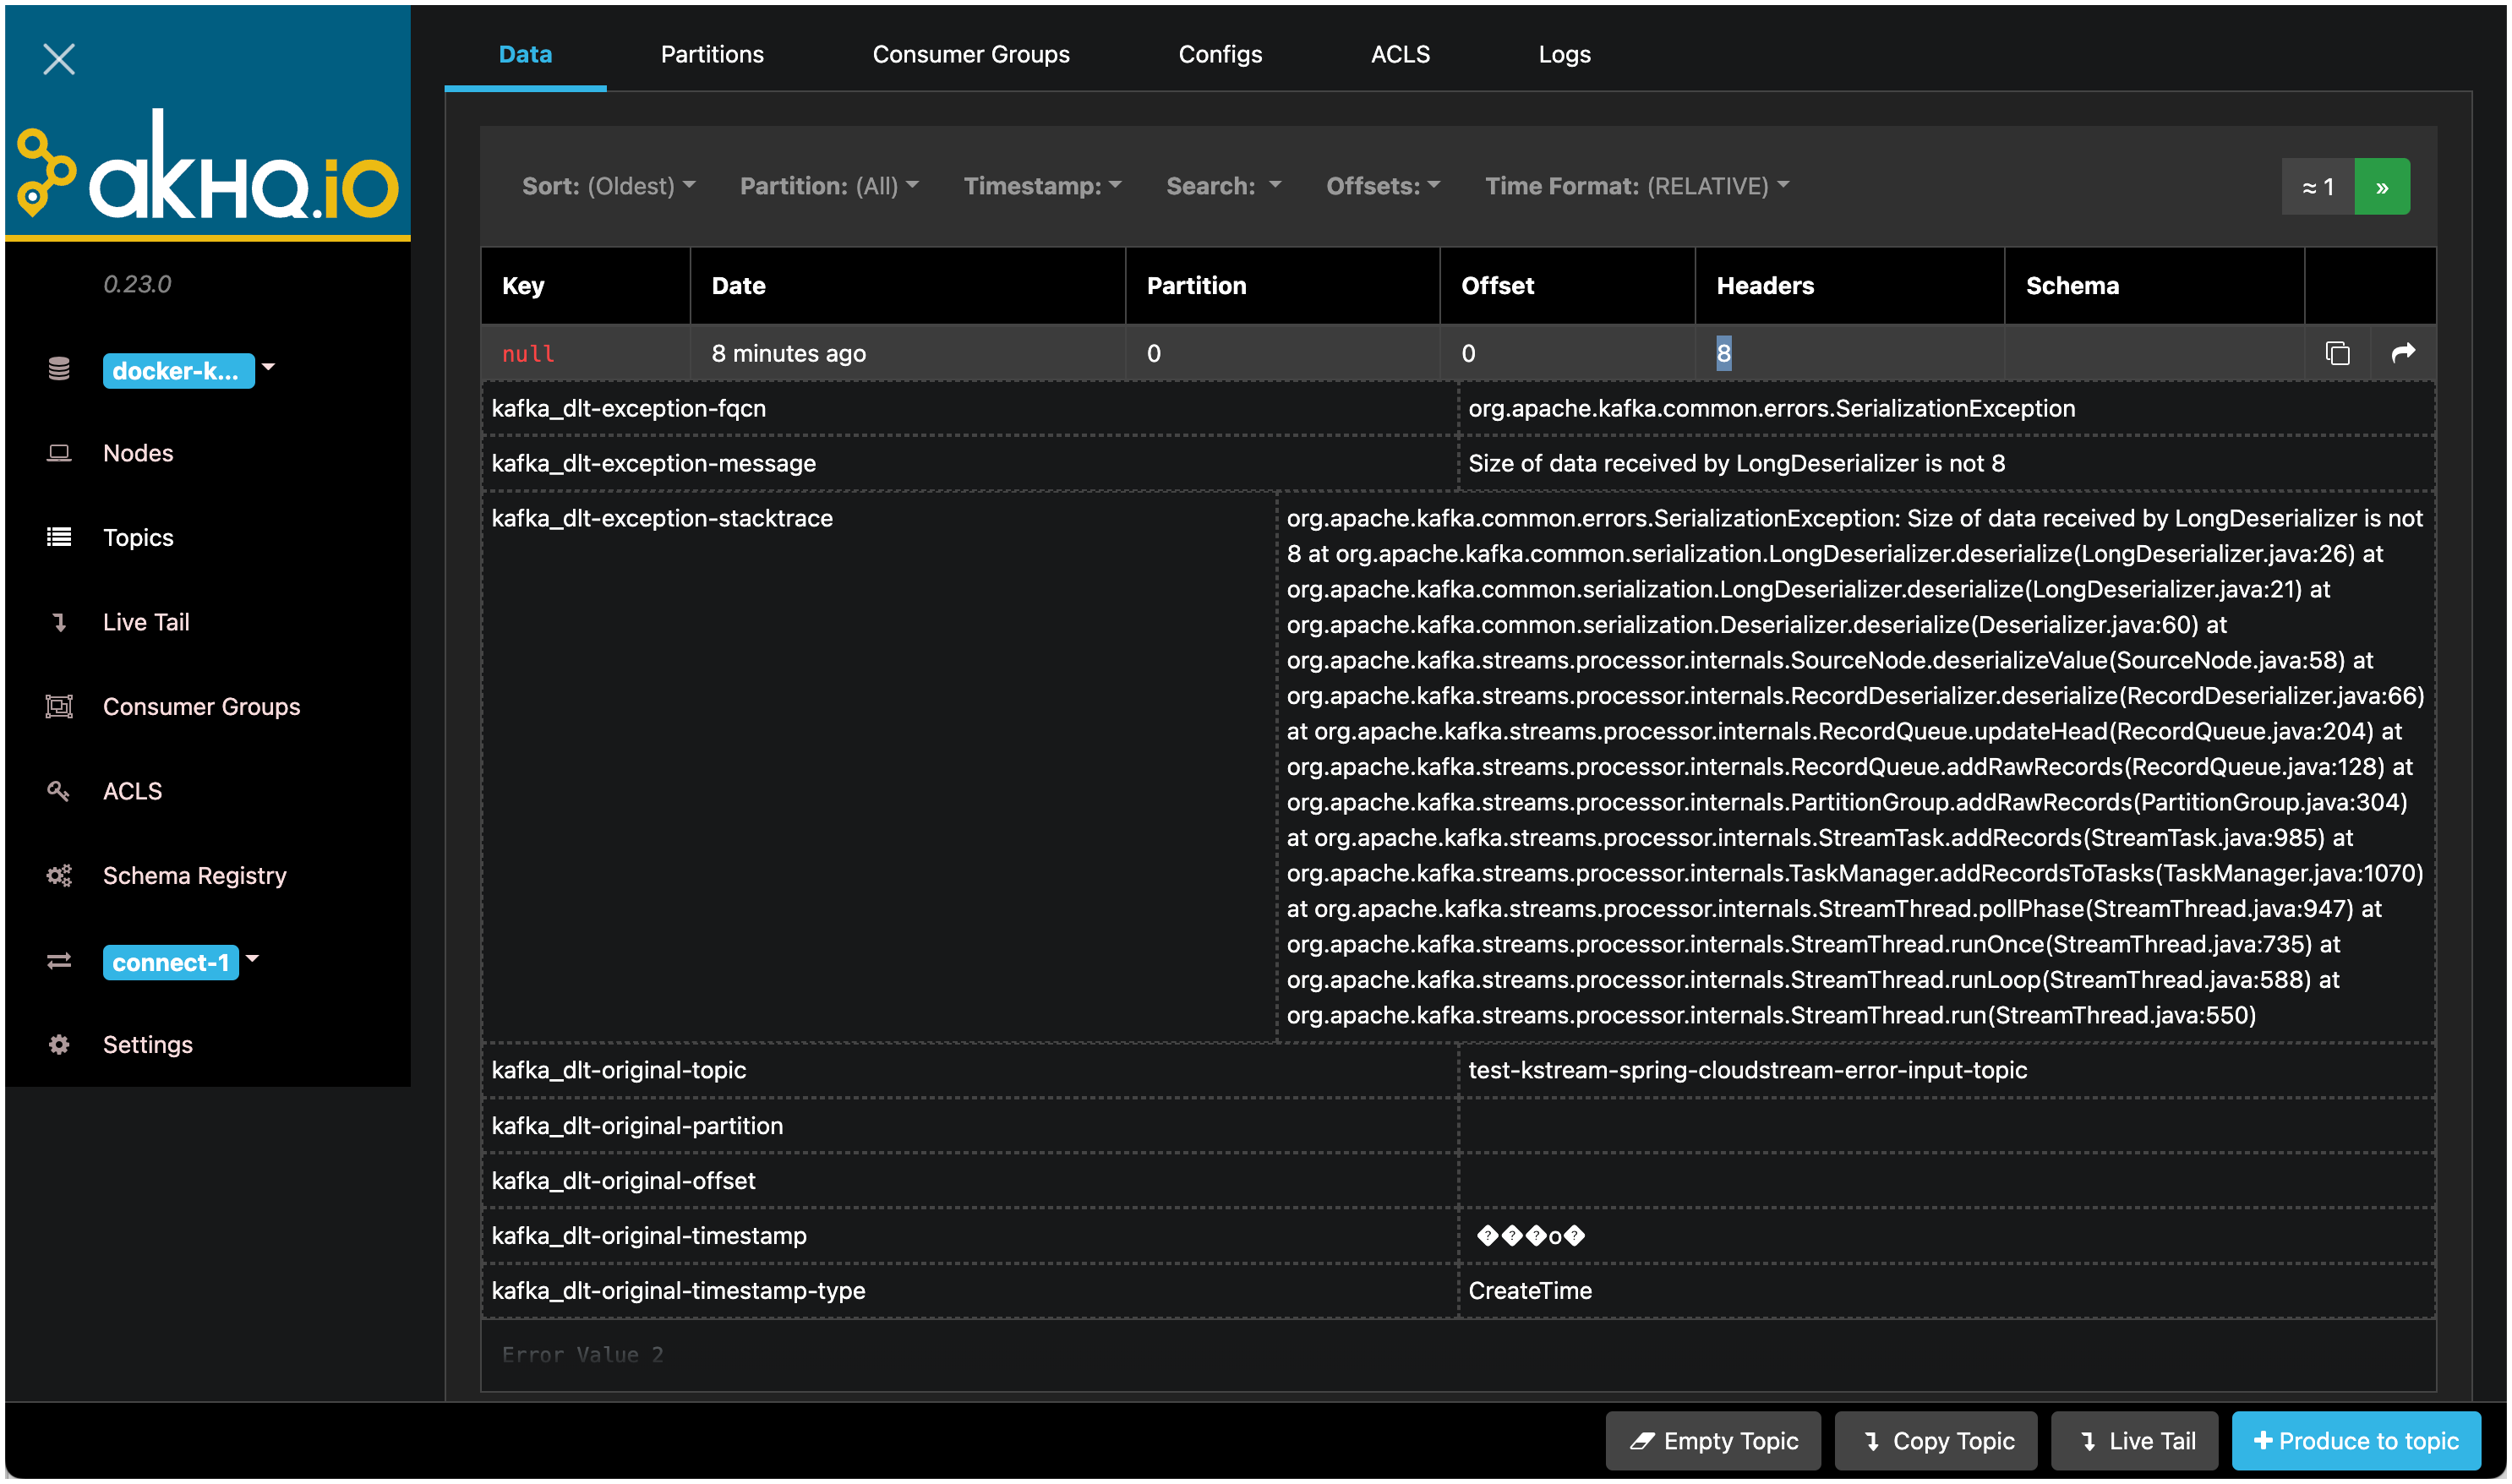 akHQ.io
0.23.0
docker-k...
Nodes
Topics
Live Tail
Consumer Groups
ACLS
Schema Registry
connect-1
Settings
Data Partitions Consumer Groups Configs ACLS Logs
Sort: (Oldest) Partition: (All) Timestamp: Search: Offsets: Time Format: (RELATIVE) ≈ 1 »
Key Date Partition Offset Headers Schema
null 8 minutes ago 0 0 8
kafka_dlt-exception-fqcn org.apache.kafka.common.errors.SerializationException
kafka_dlt-exception-message Size of data received by LongDeserializer is not 8
kafka_dlt-exception-stacktrace org.apache.kafka.common.errors.SerializationException: Size of data received by LongDeserializer is not
8 at org.apache.kafka.common.serialization.LongDeserializer.deserialize(LongDeserializer.java:26) at
org.apache.kafka.common.serialization.LongDeserializer.deserialize(LongDeserializer.java:21) at
org.apache.kafka.common.serialization.Deserializer.deserialize(Deserializer.java:60) at
org.apache.kafka.streams.processor.internals.SourceNode.deserializeValue(SourceNode.java:58) at
org.apache.kafka.streams.processor.internals.RecordDeserializer.deserialize(RecordDeserializer.java:66)
at org.apache.kafka.streams.processor.internals.RecordQueue.updateHead(RecordQueue.java:204) at
org.apache.kafka.streams.processor.internals.RecordQueue.addRawRecords(RecordQueue.java:128) at
org.apache.kafka.streams.processor.internals.PartitionGroup.addRawRecords(PartitionGroup.java:304)
at org.apache.kafka.streams.processor.internals.StreamTask.addRecords(StreamTask.java:985) at
org.apache.kafka.streams.processor.internals.TaskManager.addRecordsToTasks(TaskManager.java:1070)
at org.apache.kafka.streams.processor.internals.StreamThread.pollPhase(StreamThread.java:947) at
org.apache.kafka.streams.processor.internals.StreamThread.runOnce(StreamThread.java:735) at
org.apache.kafka.streams.processor.internals.StreamThread.runLoop(StreamThread.java:588) at
org.apache.kafka.streams.processor.internals.StreamThread.run(StreamThread.java:550)
kafka_dlt-original-topic test-kstream-spring-cloudstream-error-input-topic
kafka_dlt-original-partition
kafka_dlt-original-offset
kafka_dlt-original-timestamp ���o�
kafka_dlt-original-timestamp-type CreateTime
Error Value 2
Empty Topic Copy Topic Live Tail + Produce to topic